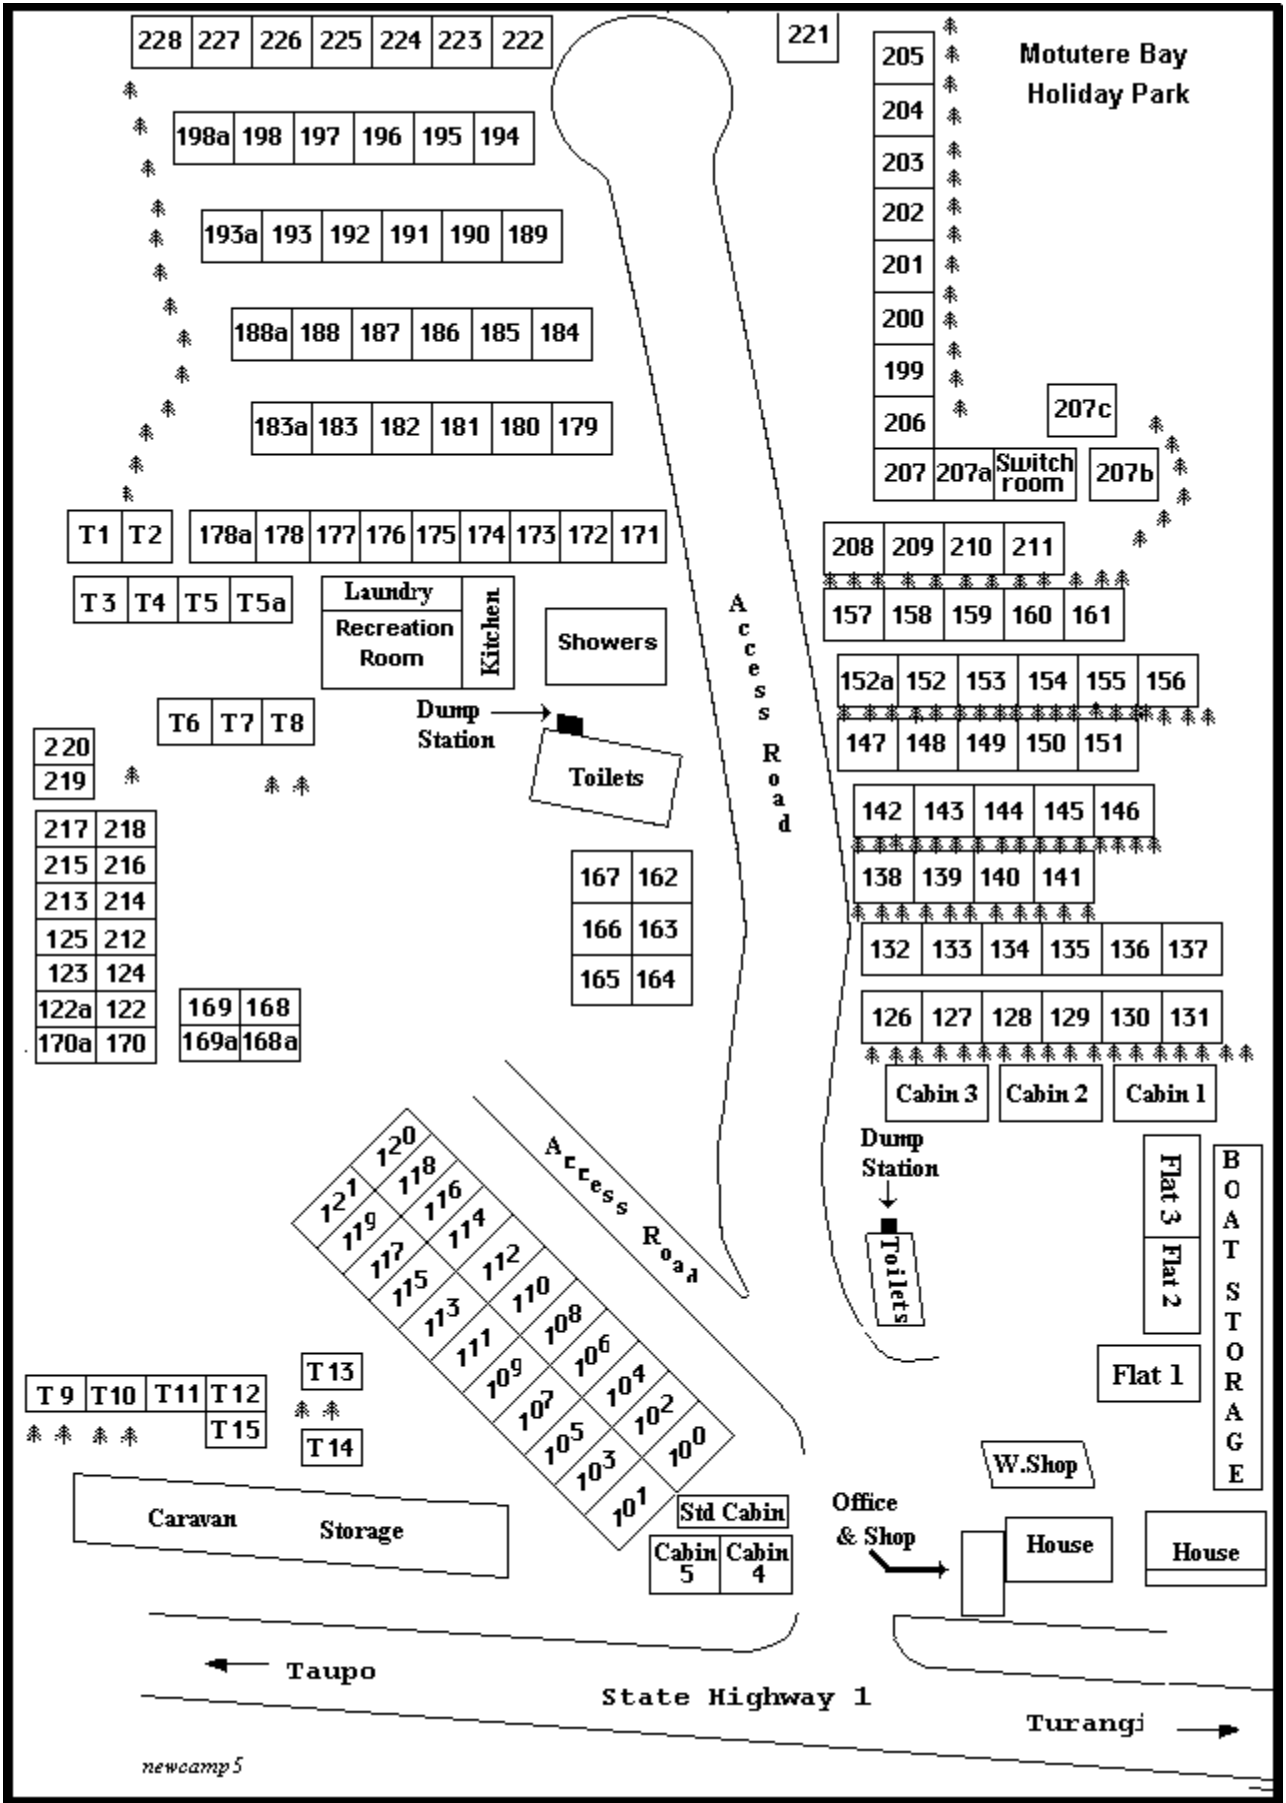 Motutere Bay
Holiday Park
228 227 226 225 224 223 222
221
198a 198 197 196 195 194
193a 193 192 191 190 189
188a 188 187 186 185 184
183a 183 182 181 180 179
205
204
203
202
201
200
199
206
207 207a Switch room
207c
207b
T1 T2
178a 178 177 176 175 174 173 172 171
T3 T4 T5 T5a
Laundry
Recreation
Room
Kitchen
Showers
Dump
Station
Toilets
T6 T7 T8
Access Road
208 209 210 211
157 158 159 160 161
152a 152 153 154 155 156
147 148 149 150 151
142 143 144 145 146
138 139 140 141
132 133 134 135 136 137
126 127 128 129 130 131
220
219
217 218
215 216
213 214
125 212
123 124
122a 122
170a 170
169 168
169a 168a
167 162
166 163
165 164
Cabin 3 Cabin 2 Cabin 1
Dump
Station
Toilets
Flat 3
Flat 2
Flat 1
BOAT STORAGE
Access Road
120
121 118
119 116
117 114
115 112
113 110
111 108
109 106
107 104
105 102
103 100
101
T9 T10 T11 T12
T15
T13
T14
Caravan Storage
Std Cabin
Cabin
5
Cabin
4
W.Shop
Office
& Shop
House
House
Taupo
State Highway 1
Turangi
newcamp5